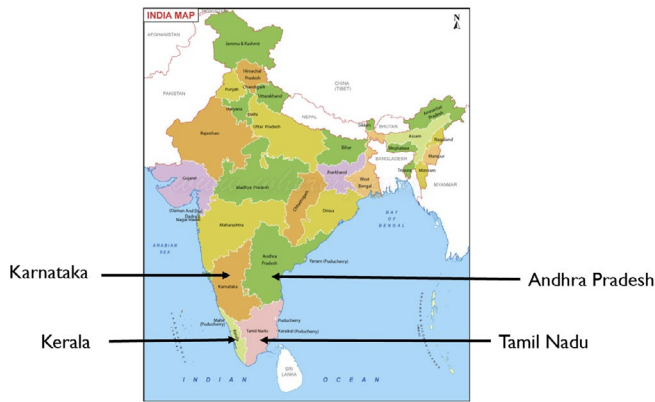 INDIA MAP
N
AFGHANISTAN
Jammu & Kashmir
Himachal
Pradesh
CHINA
(TIBET)
PAKISTAN
Punjab
Chandigarh
Uttarakhand
Haryana
Delhi
NEPAL
Arunachal
Pradesh
Rajasthan
Uttar Pradesh
Sikkim
BHUTAN
Assam
Nagaland
Bihar
Meghalaya
Manipur
BANGLADESH
Gujarat
Madhya Pradesh
Jharkhand
West
Bengal
Tripura
Mizoram
MYANMAR
Chhattisgarh
(Daman And Diu)
Dadra &
Nagar Haveli
Orissa
Maharashtra
BAY
OF
BENGAL
ARABIAN
SEA
Andhra
Pradesh
Yanam (Puducherry)
Karnataka
Andhra Pradesh
Karnataka
Mahe
(Puducherry)
Puducherry
Tamil Nadu
Karaikal (Puducherry)
Kerala
Tamil Nadu
SRI
LANKA
INDIAN OCEAN